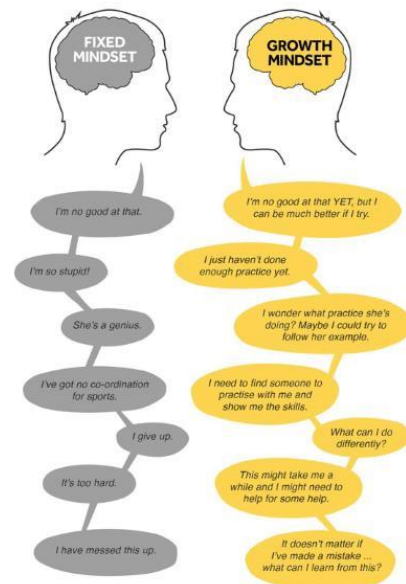 FIXED
MINDSET
I'm no good at that.
I'm so stupid!
She's a genius.
I've got no co-ordination
for sports.
I give up.
It's too hard.
I have messed this up.
GROWTH
MINDSET
I'm no good at that YET, but I
can be much better if I try.
I just haven't done
enough practice yet.
I wonder what practice she's
doing? Maybe I could try to
follow her example.
I need to find someone to
practise with me and
show me the skills.
What can I do
differently?
This might take me a
while and I might need to
help for some help.
It doesn't matter if
I've made a mistake ...
what can I learn from this?